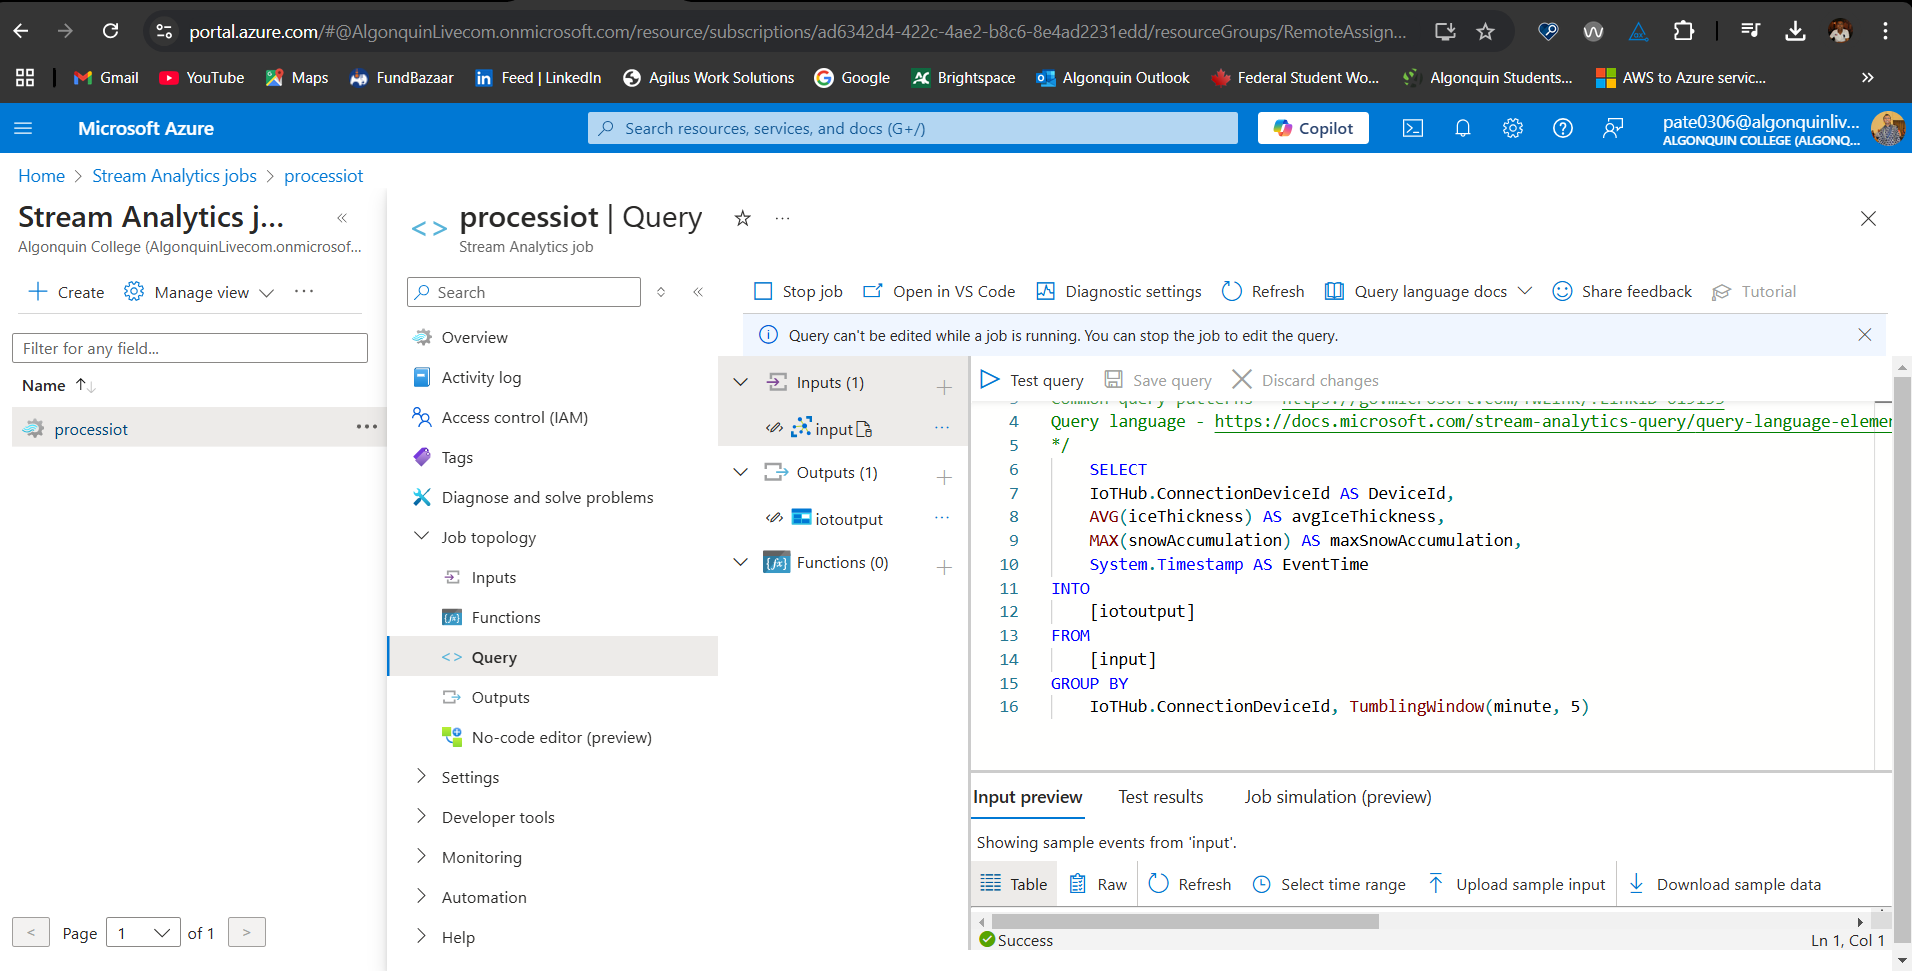 portal.azure.com/#@AlgonquinLivecom.onmicrosoft.com/resource/subscriptions/ad6342d4-422c-4ae2-b8c6-8e4ad2231edd/resourceGroups/RemoteAssign...
Gmail YouTube Maps FundBazaar Feed | LinkedIn Agilus Work Solutions Google Brightspace Algonquin Outlook Federal Student Wo... Algonquin Students... AWS to Azure servic... »
Microsoft Azure
Search resources, services, and docs (G+/)
Copilot
pate0306@algonquinliv...
ALGONQUIN COLLEGE (ALGONQ...
Home > Stream Analytics jobs > processiot
Stream Analytics j... «
Algonquin College (AlgonquinLivecom.onmicrosof...
+ Create Manage view ...
Filter for any field...
Name ↑↓
processiot ...
< Page 1 of 1 >
processiot | Query ...
Stream Analytics job
Search «
Overview
Activity log
Access control (IAM)
Tags
Diagnose and solve problems
Job topology
Inputs
Functions
Query
Outputs
No-code editor (preview)
Settings
Developer tools
Monitoring
Automation
Help
Stop job Open in VS Code Diagnostic settings Refresh Query language docs Share feedback Tutorial
Query can't be edited while a job is running. You can stop the job to edit the query.
Inputs (1) +
input ...
Outputs (1) +
iotoutput ...
Functions (0) +
Test query Save query Discard changes
4 Query language - https://docs.microsoft.com/stream-analytics-query/query-language-elemen
5 */
6 SELECT
7 IoTHub.ConnectionDeviceId AS DeviceId,
8 AVG(iceThickness) AS avgIceThickness,
9 MAX(snowAccumulation) AS maxSnowAccumulation,
10 System.Timestamp AS EventTime
11 INTO
12 [iotoutput]
13 FROM
14 [input]
15 GROUP BY
16 IoTHub.ConnectionDeviceId, TumblingWindow(minute, 5)
Input preview Test results Job simulation (preview)
Showing sample events from 'input'.
Table Raw Refresh Select time range Upload sample input Download sample data
Success Ln 1, Col 1